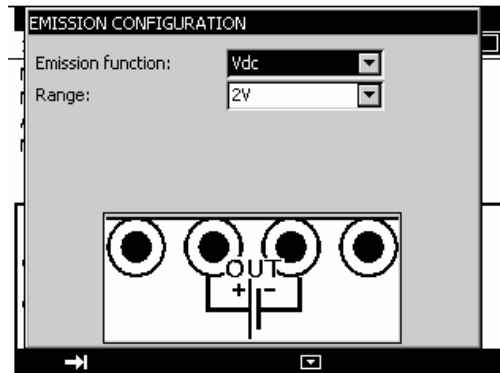 EMISSION CONFIGURATION
Emission function: Vdc
Range: 2V
OUT
+ −